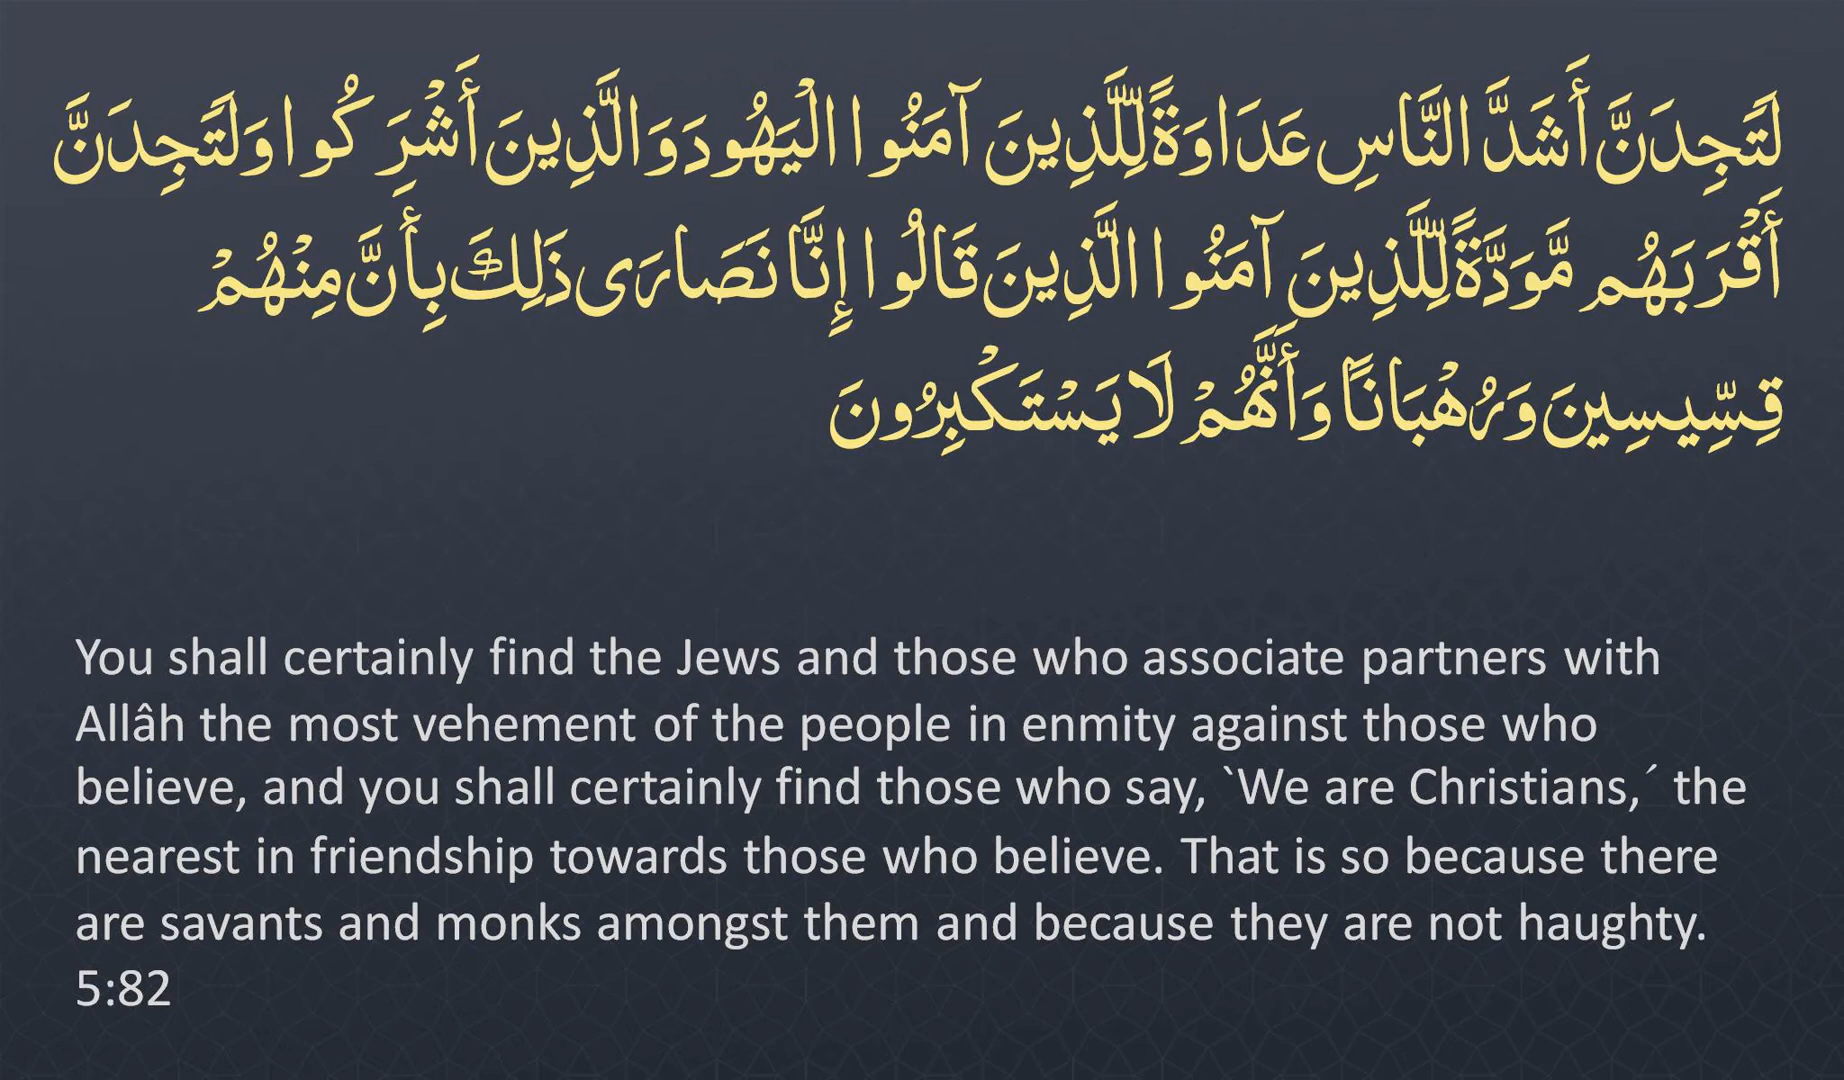 لَتَجِدَنَّ أَشَدَّ النَّاسِ عَدَاوَةً لِّلَّذِينَ آمَنُوا الْيَهُودَ وَالَّذِينَ أَشْرَكُوا وَلَتَجِدَنَّ
أَقْرَبَهُم مَّوَدَّةً لِّلَّذِينَ آمَنُوا الَّذِينَ قَالُوا إِنَّا نَصَارَى ذَلِكَ بِأَنَّ مِنْهُمْ
قِسِّيسِينَ وَرُهْبَانًا وَأَنَّهُمْ لَا يَسْتَكْبِرُونَ
You shall certainly find the Jews and those who associate partners with
Allâh the most vehement of the people in enmity against those who
believe, and you shall certainly find those who say, `We are Christians,´ the
nearest in friendship towards those who believe. That is so because there
are savants and monks amongst them and because they are not haughty.
5:82